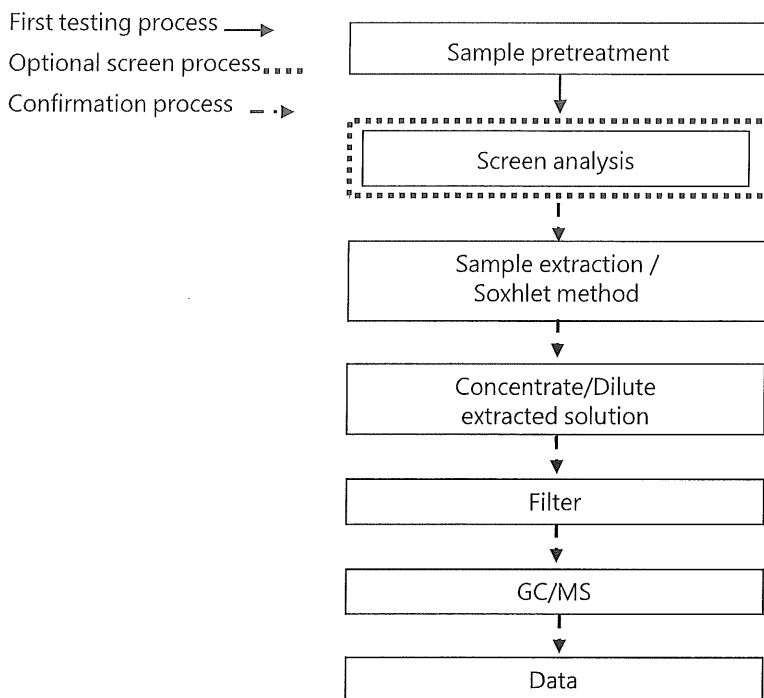 First testing process
Optional screen process
Confirmation process
Sample pretreatment
Screen analysis
Sample extraction /
Soxhlet method
Concentrate/Dilute
extracted solution
Filter
GC/MS
Data